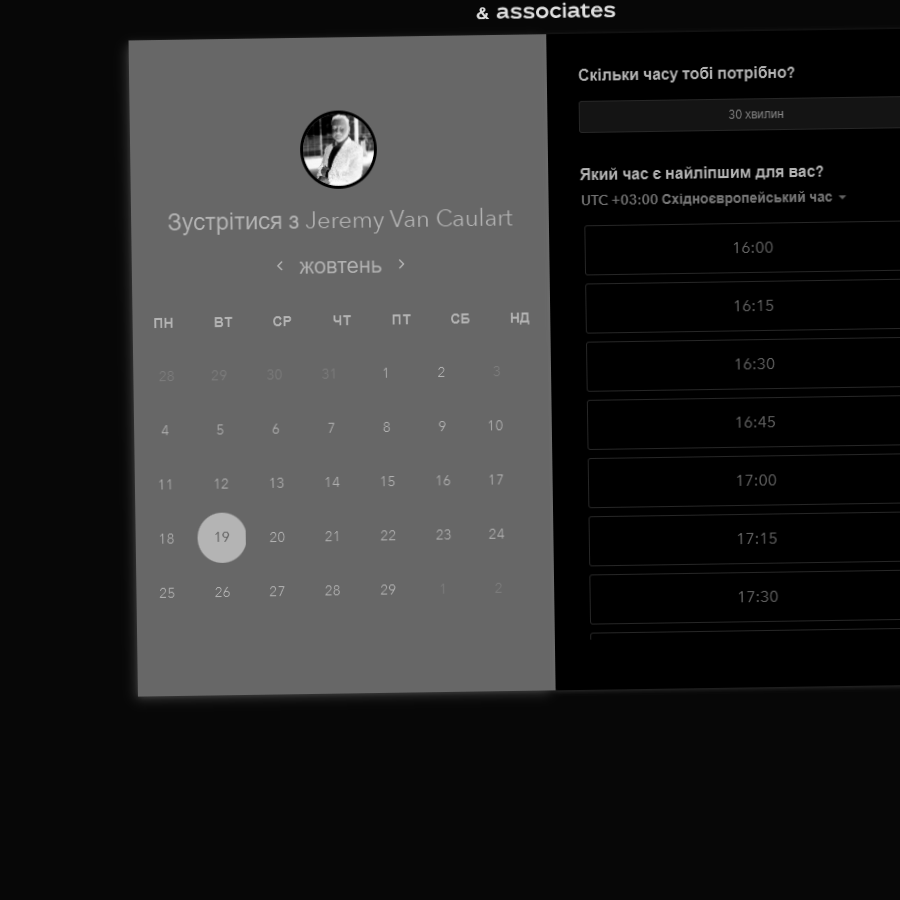 & associates
Зустрітися з Jeremy Van Caulart
жовтень
ПН ВТ СР ЧТ ПТ СБ НД
28 29 30 31 1 2 3
4 5 6 7 8 9 10
11 12 13 14 15 16 17
18 19 20 21 22 23 24
25 26 27 28 29 1 2
Скільки часу тобі потрібно?
30 хвилин
Який час є найліпшим для вас?
UTC +03:00 Східноєвропейський час
16:00
16:15
16:30
16:45
17:00
17:15
17:30